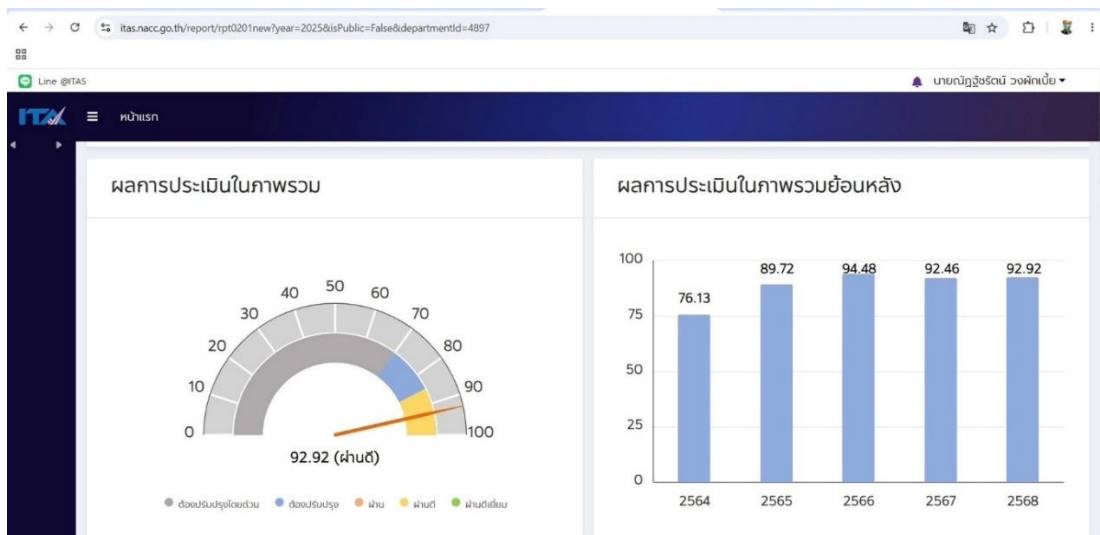 itas.nacc.go.th/report/rpt0201new?year=2025&isPublic=False&departmentId=4897
Line @ITAS
นายณัฏฐ์ชรัตน์ วงผักเบี้ย
ITA
หน้าแรก
ผลการประเมินในภาพรวม
0
10
20
30
40
50
60
70
80
90
100
92.92 (ผ่านดี)
ต้องปรับปรุงโดยด่วน ต้องปรับปรุง ผ่าน ผ่านดี ผ่านดีเยี่ยม
ผลการประเมินในภาพรวมย้อนหลัง
100
75
50
25
0
76.13 89.72 94.48 92.46 92.92
2564 2565 2566 2567 2568